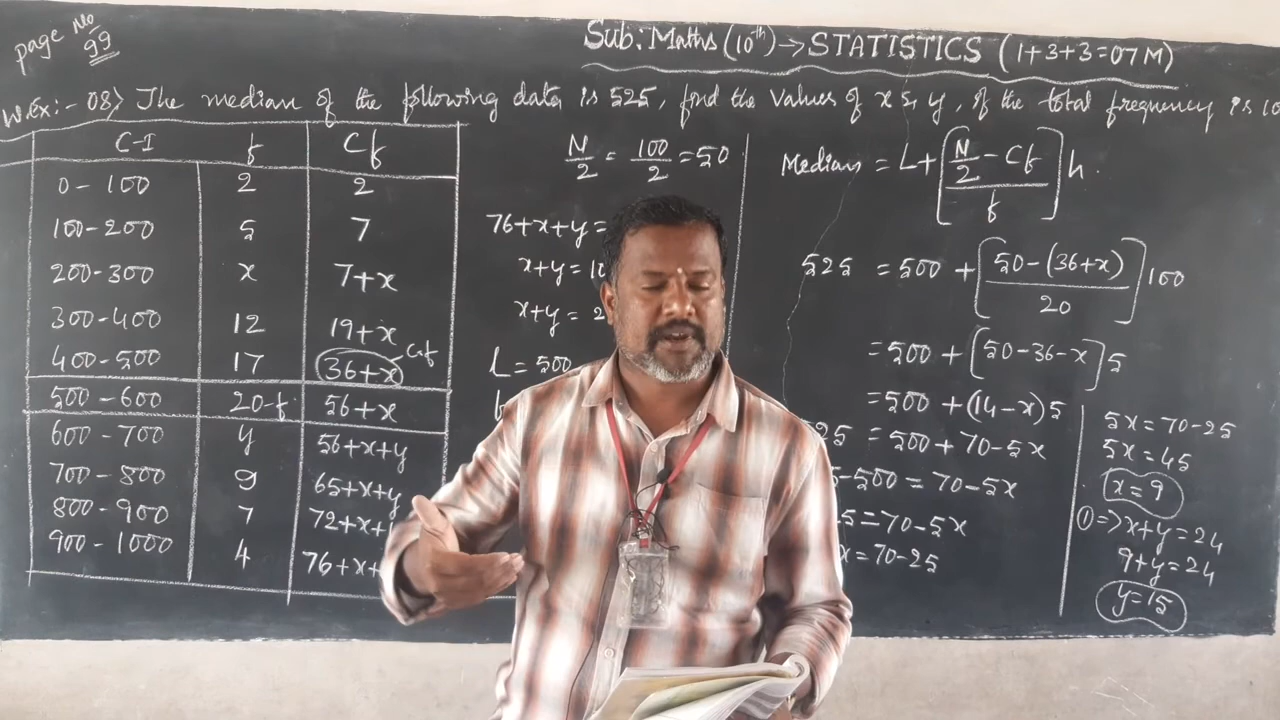 page No 99
Sub: Maths (10th) → STATISTICS (1+3+3=07M)
W.Ex:- 08) The median of the following data is 525, find the values of x & y, if the total frequency is 10
C-I f Cf
0-100 2 2
100-200 5 7
200-300 x 7+x
300-400 12 19+x
400-500 17 36+x Cf
500-600 20-f 56+x
600-700 y 56+x+y
700-800 9 65+x+y
800-900 7 72+x+
900-1000 4 76+x+
N/2 = 100/2 = 50
76+x+y=
x+y=10
x+y=2
L=500
Median = L+[(N/2 - Cf)/f]h.
525 = 500 + [(50-(36+x))/20]100
= 500 + [50-36-x]5
= 500 + (14-x)5
525 = 500 + 70-5x
-500 = 70-5x
5 = 70-5x
x = 70-25
5x = 70-25
5x = 45
x = 9
① => x+y = 24
9+y = 24
y = 15